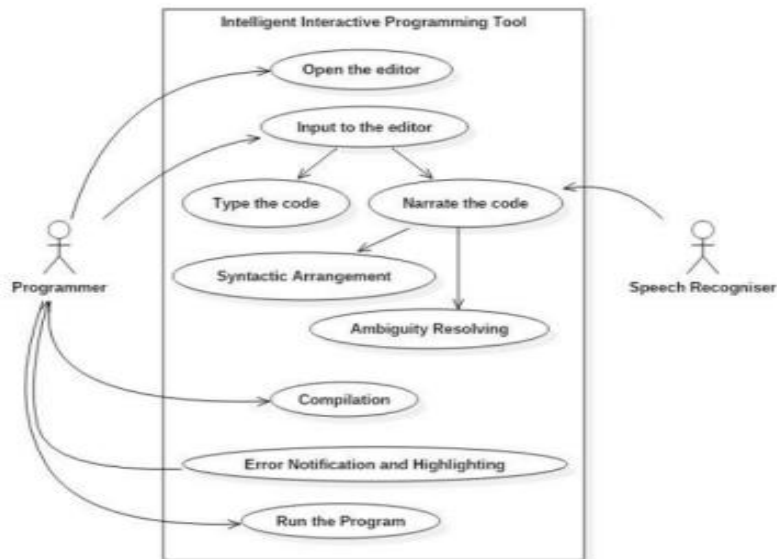 Intelligent Interactive Programming Tool
Open the editor
Input to the editor
Type the code
Narrate the code
Syntactic Arrangement
Programmer
Speech Recogniser
Ambiguity Resolving
Compilation
Error Notification and Highlighting
Run the Program